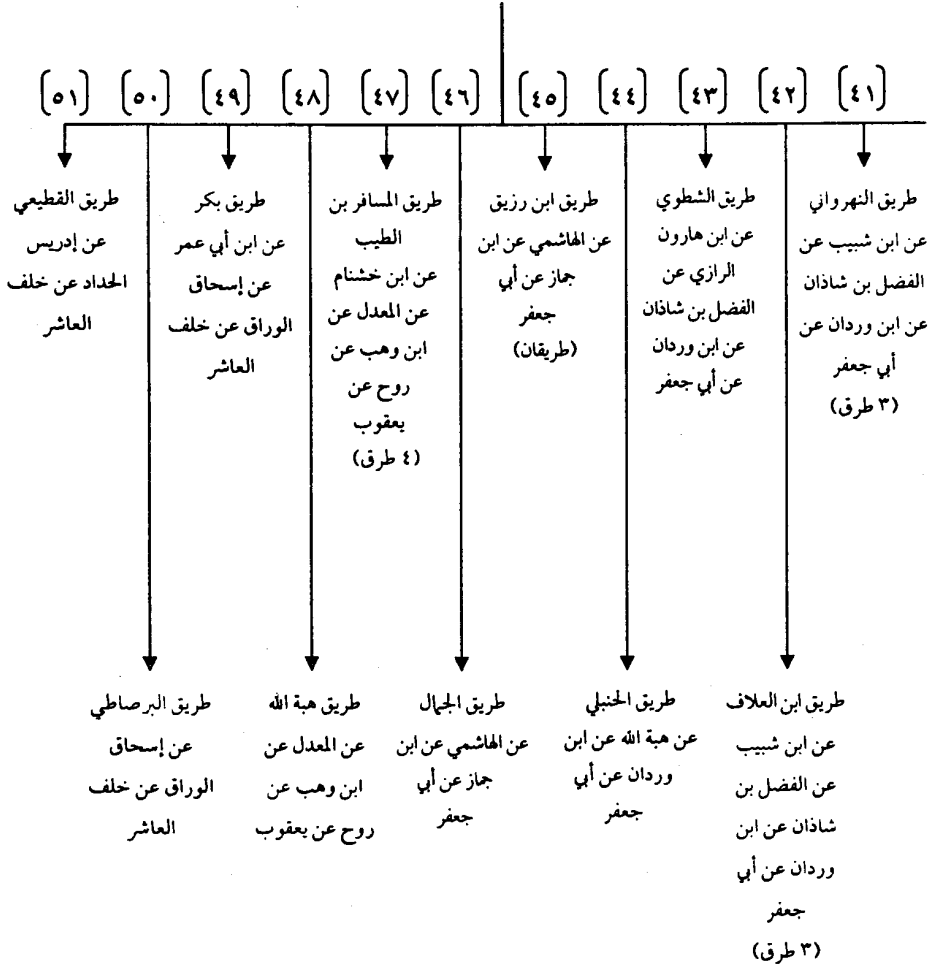 [٤١] [٤٢] [٤٣] [٤٤] [٤٥] [٤٦] [٤٧] [٤٨] [٤٩] [٥٠] [٥١]
طريق النهرواني
عن ابن شبيب عن
الفضل بن شاذان
عن ابن وردان عن
أبي جعفر
(٣ طرق)
طريق الشطوي
عن ابن هارون
الرازي عن
الفضل بن شاذان
عن ابن وردان
عن أبي جعفر
طريق ابن رزيق
عن الهاشمي عن ابن
جماز عن أبي
جعفر
(طريقان)
طريق المسافر بن
الطيب
عن ابن خشنام
عن المعدل عن
ابن وهب عن
روح عن
يعقوب
(٤ طرق)
طريق بكر
عن ابن أبي عمر
عن إسحاق
الوراق عن خلف
العاشر
طريق القطيعي
عن إدريس
الحداد عن خلف
العاشر
طريق ابن العلاف
عن ابن شبيب
عن الفضل بن
شاذان عن ابن
وردان عن أبي
جعفر
(٣ طرق)
طريق الحنبلي
عن هبة الله عن ابن
وردان عن أبي
جعفر
طريق الجمال
عن الهاشمي عن ابن
جماز عن أبي
جعفر
طريق هبة الله
عن المعدل عن
ابن وهب عن
روح عن يعقوب
طريق البرصاطي
عن إسحاق
الوراق عن خلف
العاشر